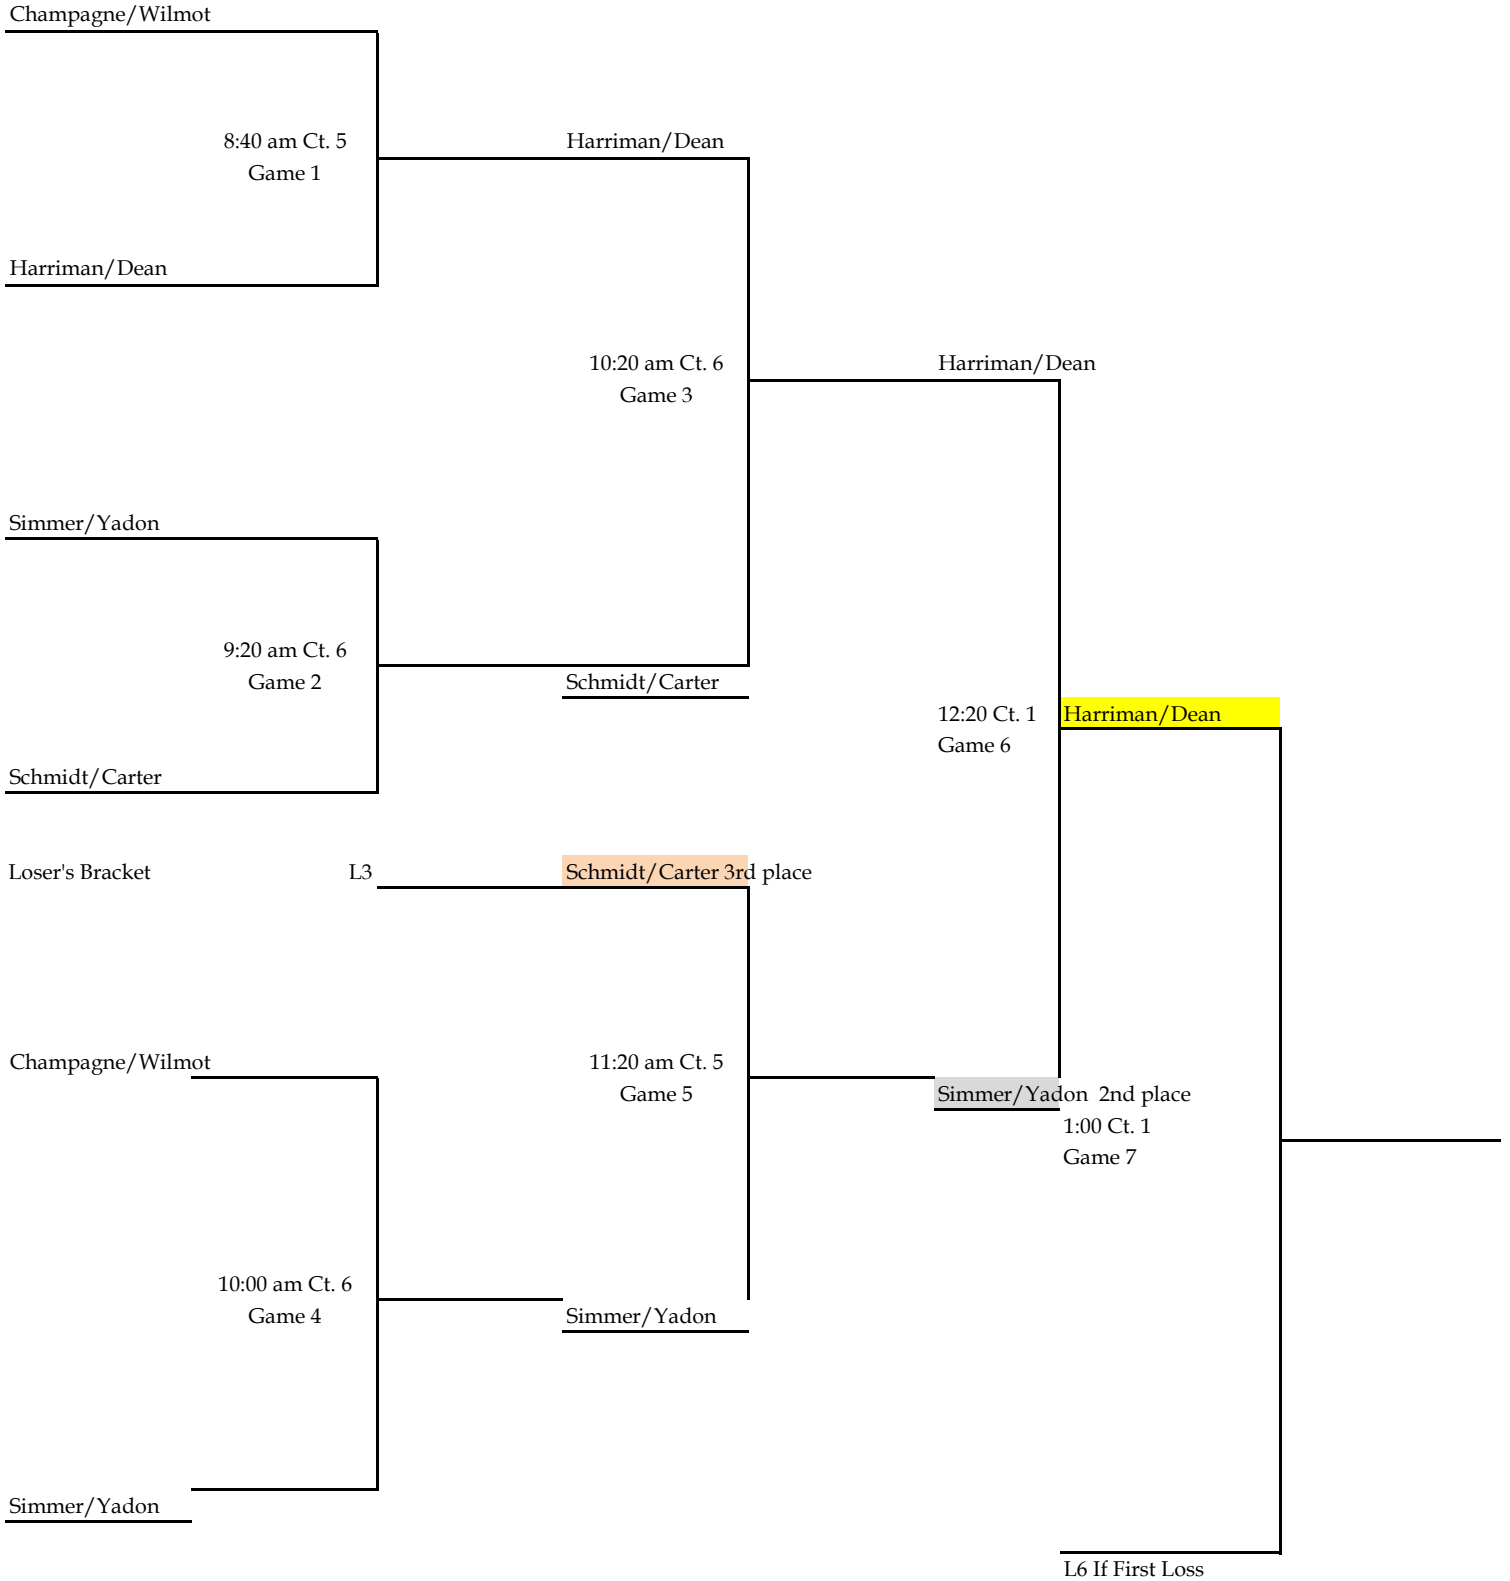 Champagne/Wilmot
8:40 am Ct. 5
Game 1
Harriman/Dean
Harriman/Dean
10:20 am Ct. 6
Game 3
Harriman/Dean
Simmer/Yadon
9:20 am Ct. 6
Game 2
Schmidt/Carter
Schmidt/Carter
12:20 Ct. 1
Game 6
Harriman/Dean
Loser's Bracket
L3
Schmidt/Carter 3rd place
Champagne/Wilmot
11:20 am Ct. 5
Game 5
Simmer/Yadon 2nd place
1:00 Ct. 1
Game 7
10:00 am Ct. 6
Game 4
Simmer/Yadon
Simmer/Yadon
L6 If First Loss